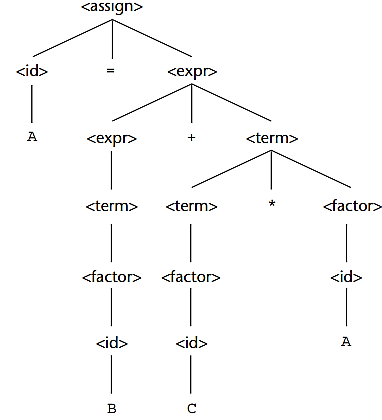 <assign>
<id> = <expr>
A <expr> + <term>
<term> <term> * <factor>
<factor> <factor> <id>
<id> <id> A
B C